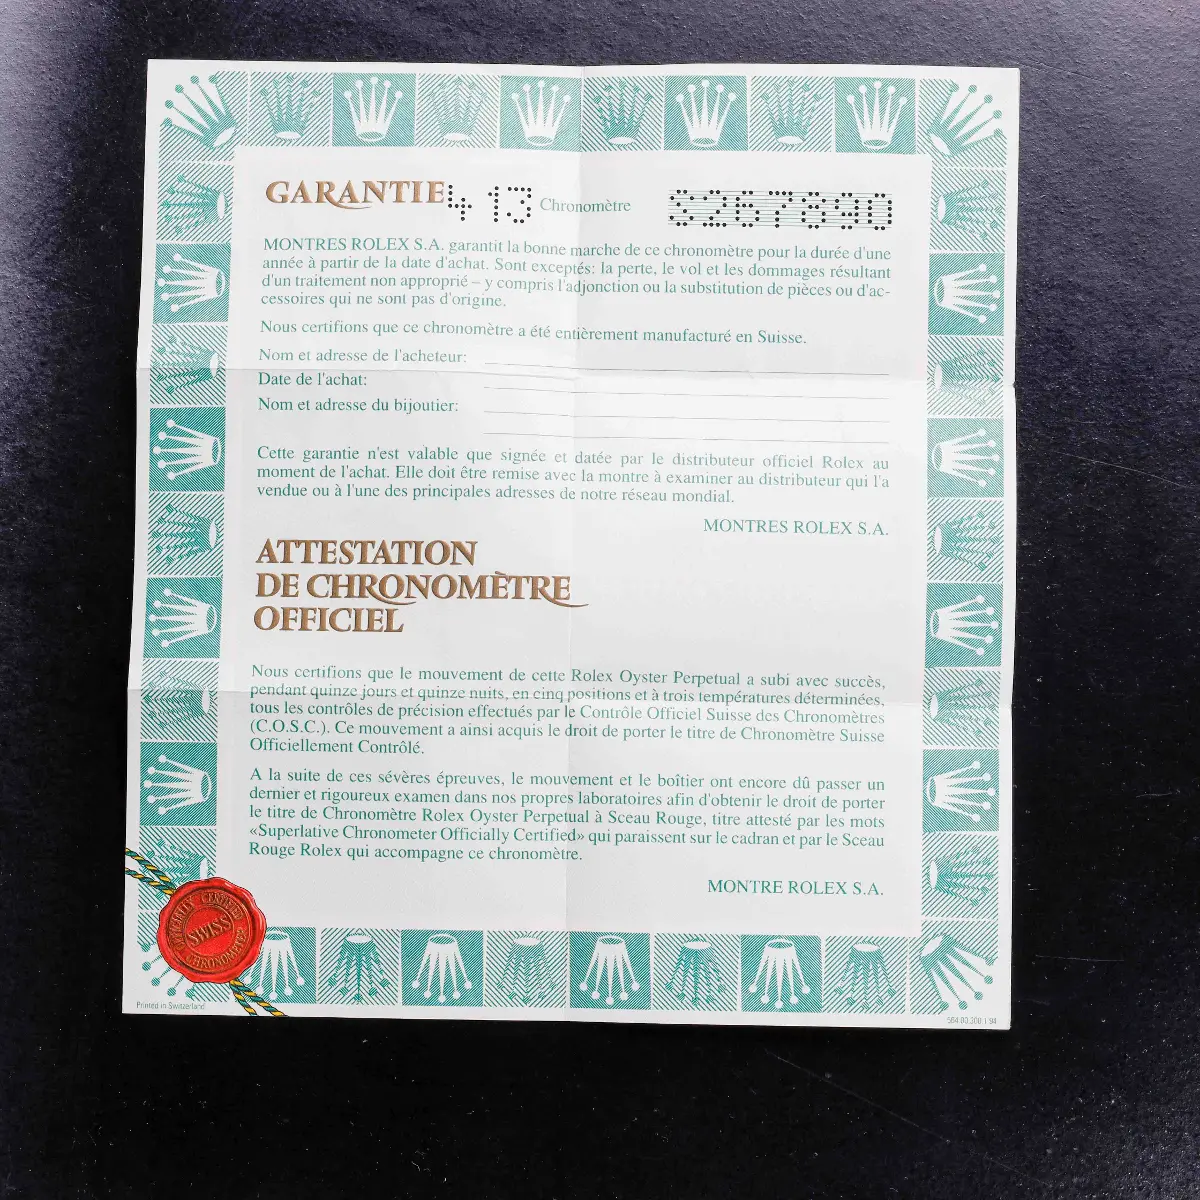 GARANTIE 413 Chronomètre S267890
MONTRES ROLEX S.A. garantit la bonne marche de ce chronomètre pour la durée d'une
année à partir de la date d'achat. Sont exceptés: la perte, le vol et les dommages résultant
d'un traitement non approprié – y compris l'adjonction ou la substitution de pièces ou d'ac-
cessoires qui ne sont pas d'origine.
Nous certifions que ce chronomètre a été entièrement manufacturé en Suisse.
Nom et adresse de l'acheteur:
Date de l'achat:
Nom et adresse du bijoutier:
Cette garantie n'est valable que signée et datée par le distributeur officiel Rolex au
moment de l'achat. Elle doit être remise avec la montre à examiner au distributeur qui l'a
vendue ou à l'une des principales adresses de notre réseau mondial.
MONTRES ROLEX S.A.
ATTESTATION
DE CHRONOMÈTRE
OFFICIEL
Nous certifions que le mouvement de cette Rolex Oyster Perpetual a subi avec succès,
pendant quinze jours et quinze nuits, en cinq positions et à trois températures déterminées,
tous les contrôles de précision effectués par le Contrôle Officiel Suisse des Chronomètres
(C.O.S.C.). Ce mouvement a ainsi acquis le droit de porter le titre de Chronomètre Suisse
Officiellement Contrôlé.
A la suite de ces sévères épreuves, le mouvement et le boîtier ont encore dû passer un
dernier et rigoureux examen dans nos propres laboratoires afin d'obtenir le droit de porter
le titre de Chronomètre Rolex Oyster Perpetual à Sceau Rouge, titre attesté par les mots
«Superlative Chronometer Officially Certified» qui paraissent sur le cadran et par le Sceau
Rouge Rolex qui accompagne ce chronomètre.
MONTRE ROLEX S.A.
OFFICIALLY CERTIFIED
SWISS
CHRONOMETER
Printed in Switzerland
564.00.300.1.94